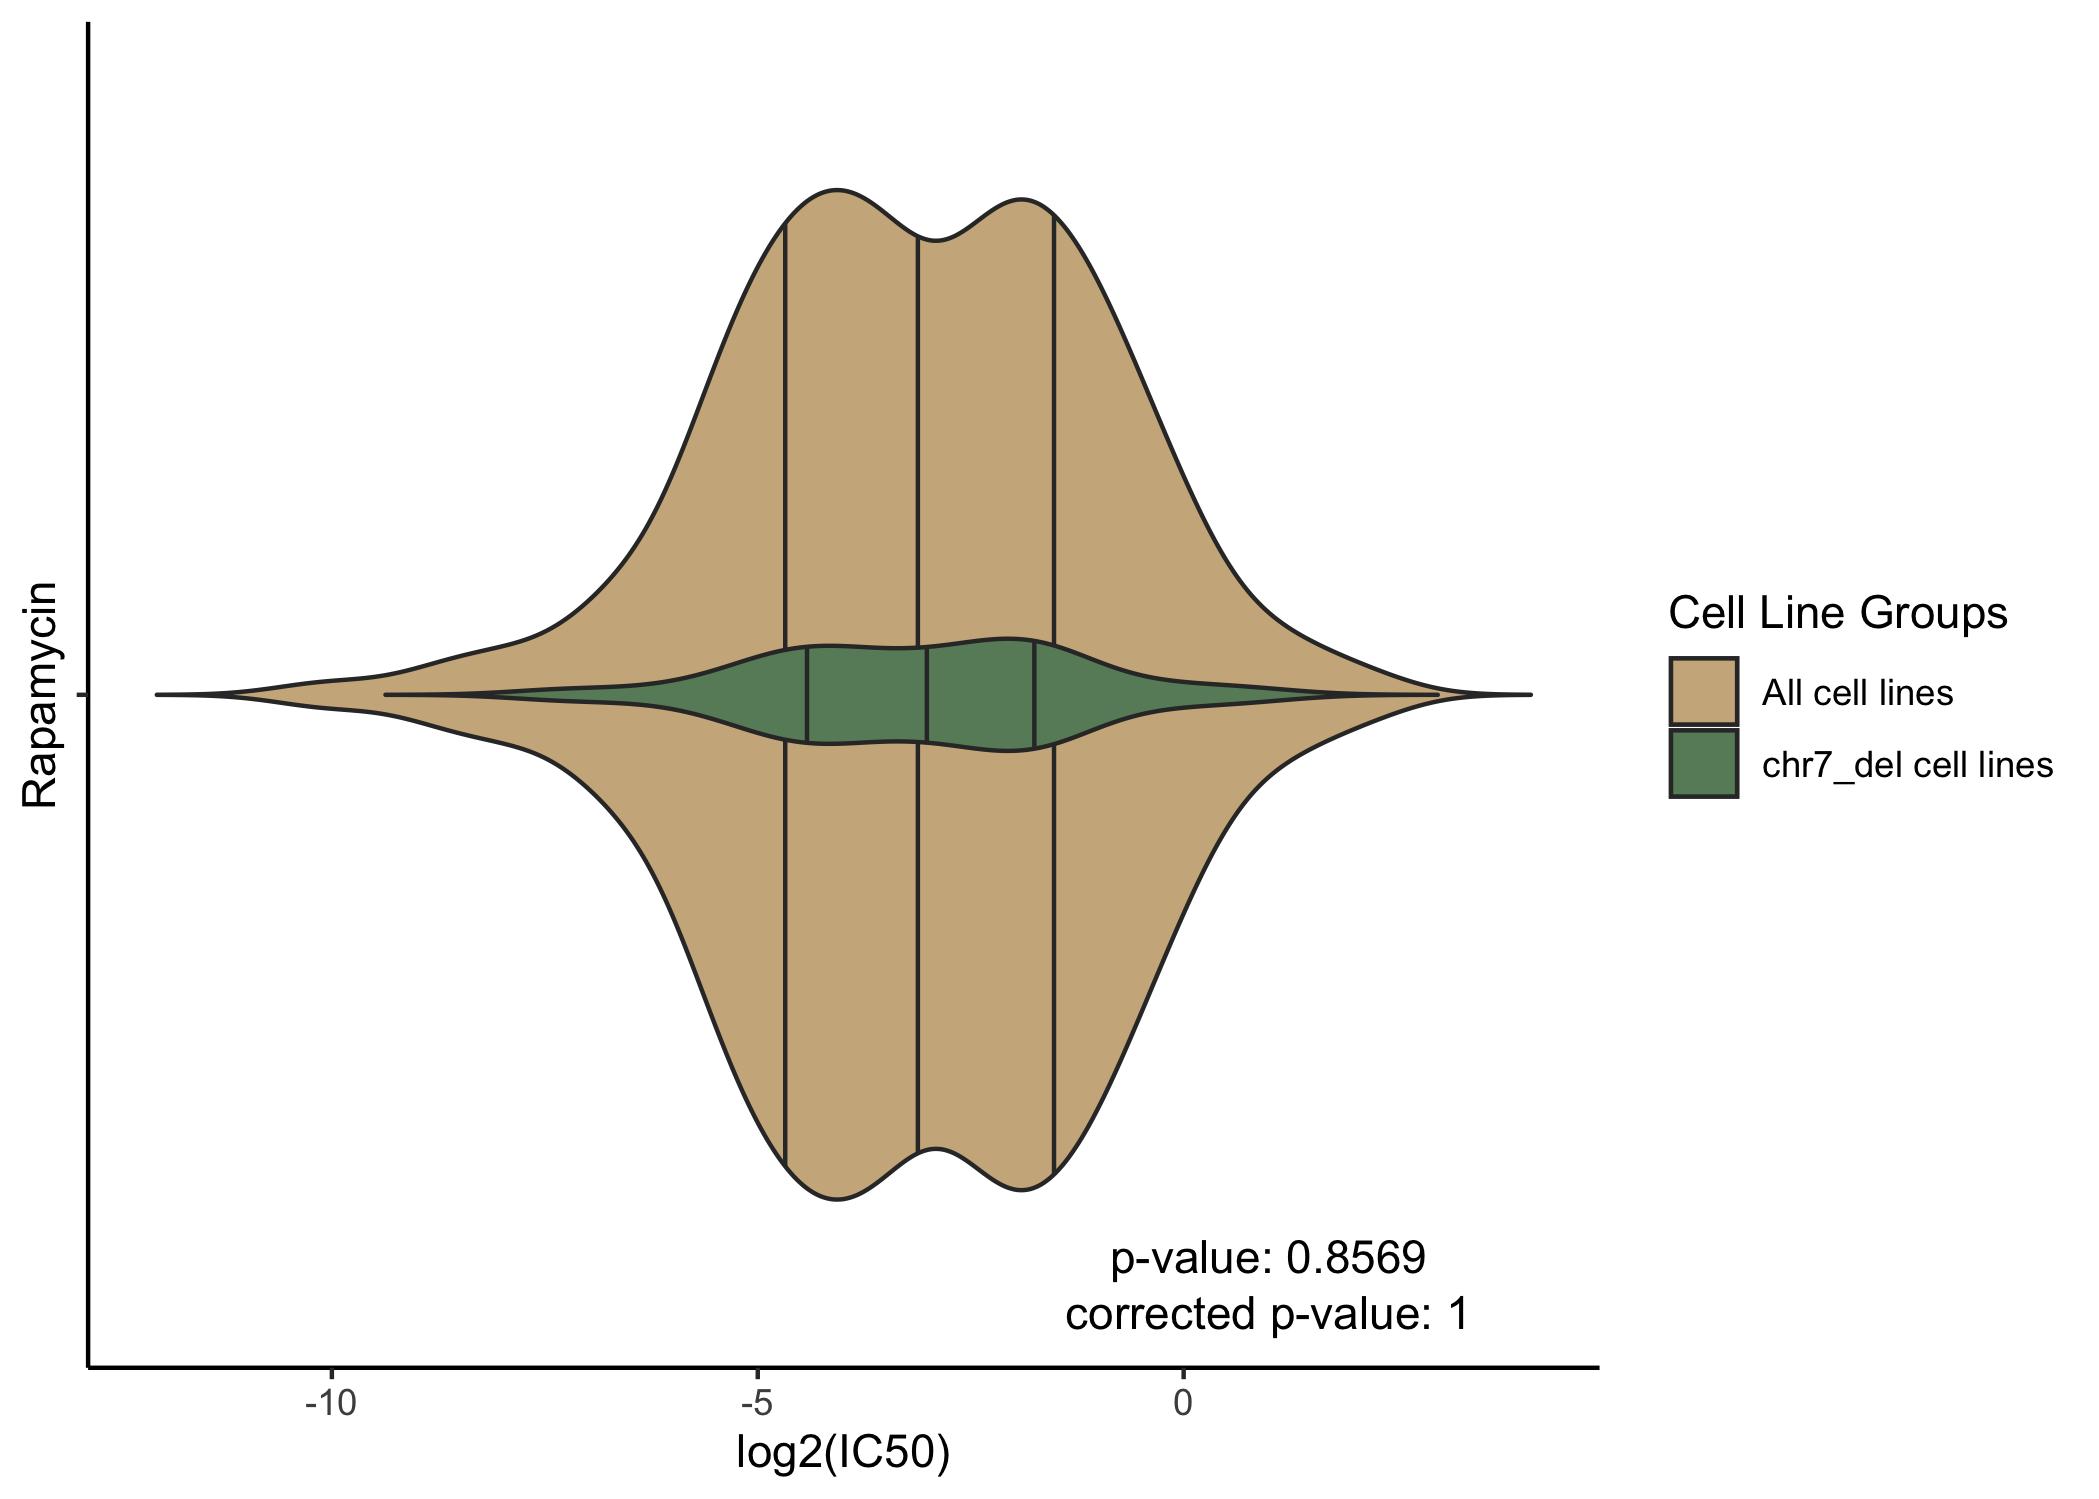 Rapamycin
Cell Line Groups
All cell lines
chr7_del cell lines
p-value: 0.8569
corrected p-value: 1
-10 -5 0
log2(IC50)